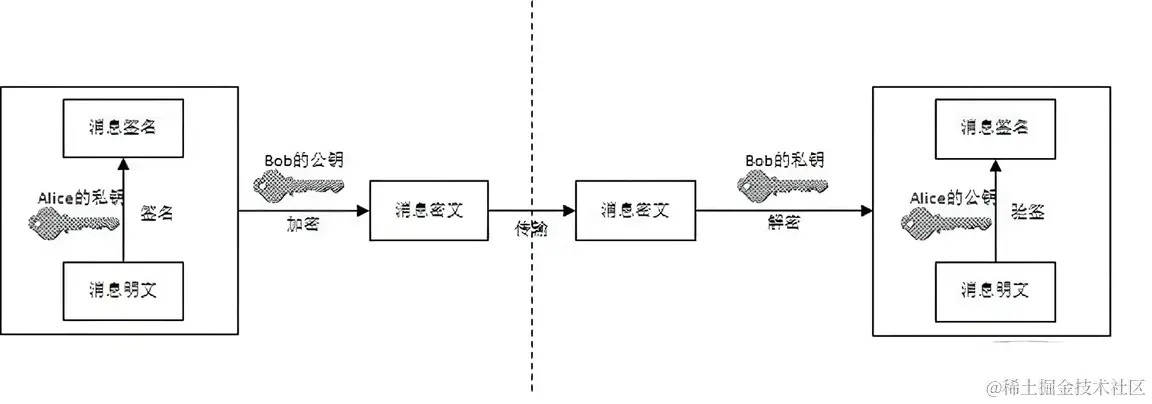 消息签名
Alice的私钥
签名
消息明文
Bob的公钥
加密
消息密文
传输
消息密文
Bob的私钥
解密
消息签名
Alice的公钥
验签
消息明文
@稀土掘金技术社区